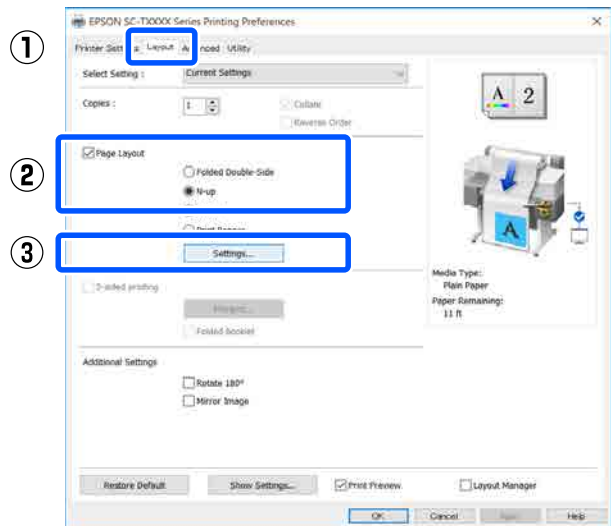 EPSON SC-TXXXX Series Printing Preferences
①
Layout
Advanced
Utility
Select Setting :
Current Settings
Copies :
1
Collate
Reverse Order
②
Page Layout
Folded Double-Side
N-up
③
Settings...
2-sided printing
Margins...
Folded booklet
Additional Settings
Rotate 180°
Mirror Image
A 2
A
Media Type:
Plain Paper
Paper Remaining:
11 ft
Restore Default
Show Settings...
Print Preview
Layout Manager
OK
Cancel
Help